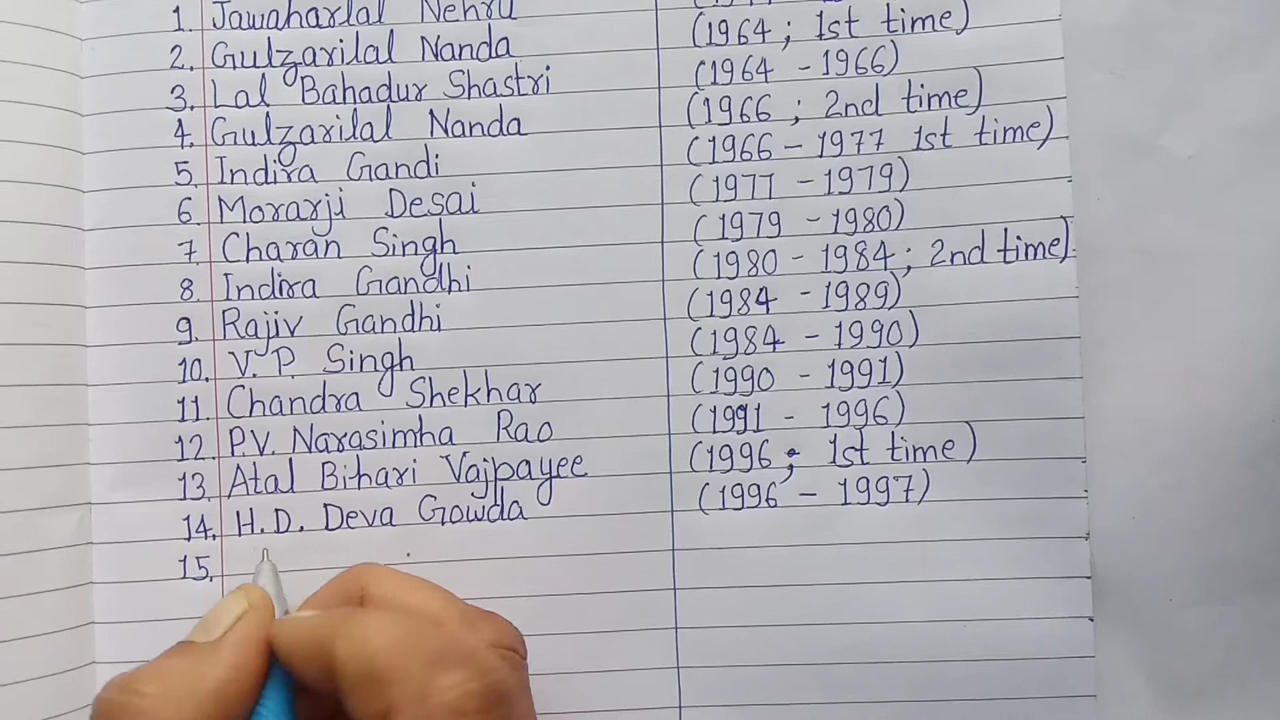 1. Jawaharlal Nehru
2. Gulzarilal Nanda (1964 ; 1st time)
3. Lal Bahadur Shastri (1964 - 1966)
4. Gulzarilal Nanda (1966 ; 2nd time)
5. Indira Gandi (1966 - 1977 1st time)
6. Morarji Desai (1977 - 1979)
7. Charan Singh (1979 - 1980)
8. Indira Gandhi (1980 - 1984 ; 2nd time)
9. Rajiv Gandhi (1984 - 1989)
10. V. P. Singh (1984 - 1990)
11. Chandra Shekhar (1990 - 1991)
12. P.V. Narasimha Rao (1991 - 1996)
13. Atal Bihari Vajpayee (1996 ; 1st time)
14. H.D. Deva Gowda (1996 - 1997)
15.